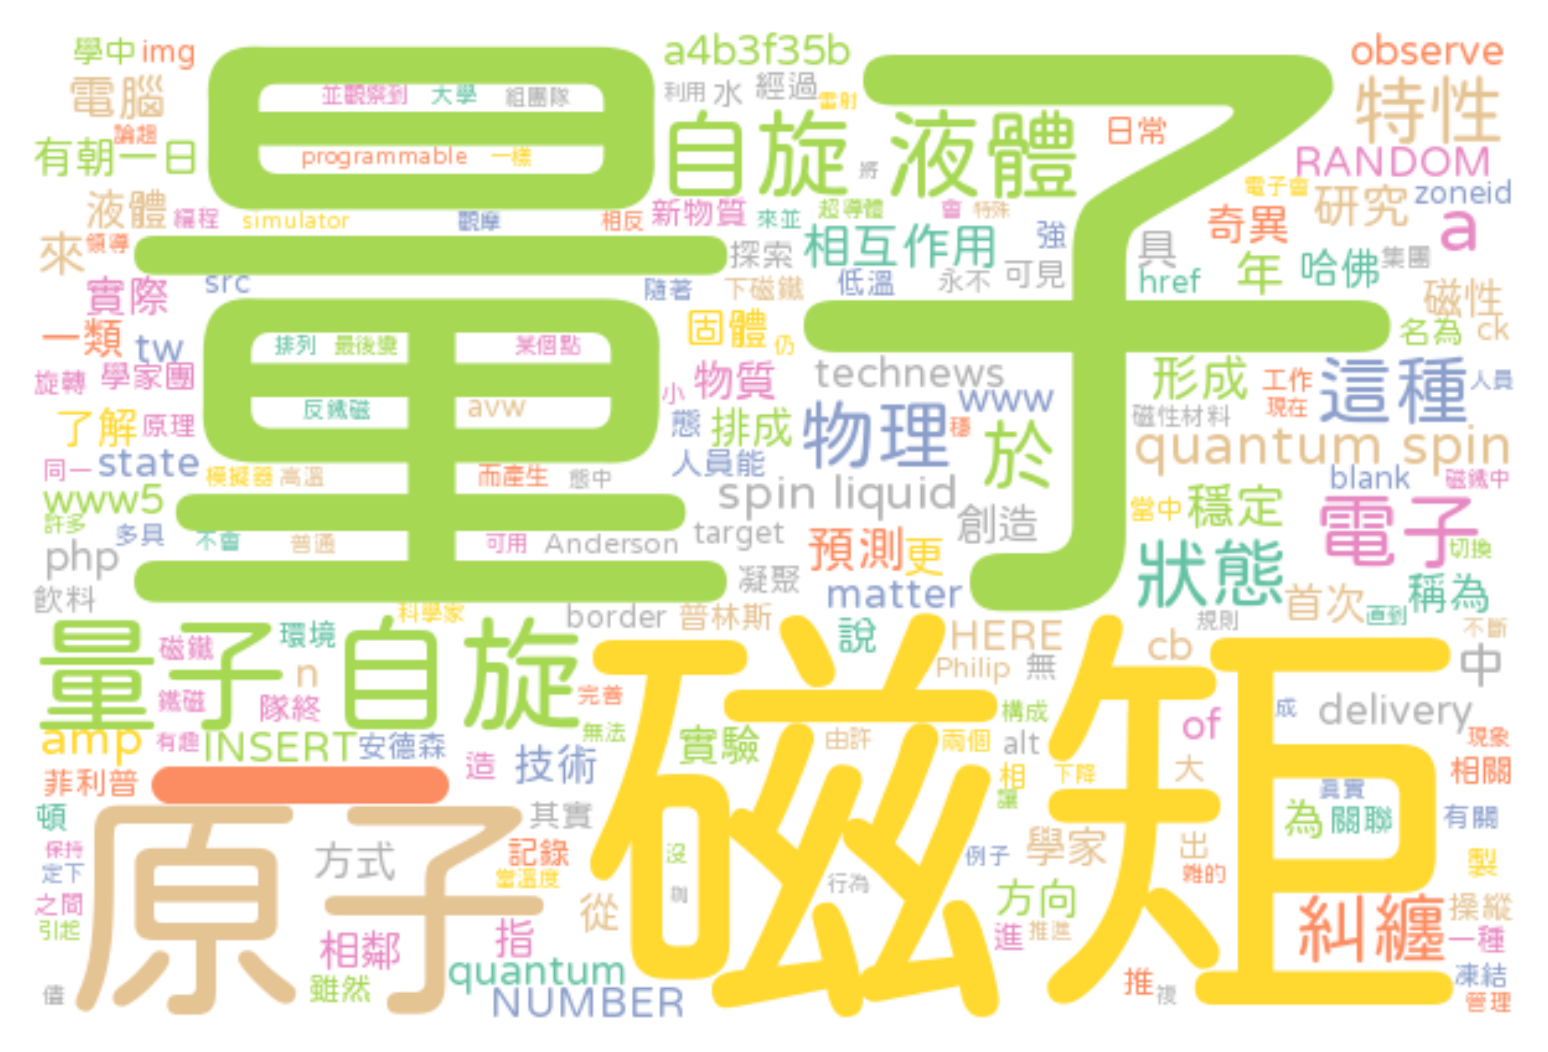 學中 img
a4b3f35b
observe
電腦
並觀察到 大學 組團隊
利用 水 經過 雷射
特性
量子
論趨
有朝一日
programmable 一樣
自旋 液體
將
日常
RANDOM
液體 編程 simulator 觀摩 相反 新物質 來並 超導體 會 特殊
電子會 研究 zoneid
來 領導
探索 相互作用 強 具 奇異 a
實際 src
隨著 下磁鐵 低溫 永不 可見 href 年 哈佛 集團
磁性
一類 tw
排列 最後變 某個點
固體 仍
名為 ck
旋轉 學家團
小 物質 technews
形成 工作 這種 人員
了解 原理
反鐵磁 avw
態 排成 物理 www 穩 於
磁性材料 現在
quantum spin
同一 state 模擬器 高溫 而產生 態中 人員能
blank 磁鐵中
www5
spin liquid
當中 穩定 電子
許多 多具 不會 普通 可用 Anderson target 創造
切換
php
凝聚 預測 更
狀態
飲料
科學家 border 普林斯 matter
首次 稱為
規則 直到 不斷
量子自旋
磁鐵 環境 n
鐵磁 隊終
說 HERE cb 中
Philip 無
磁矩
完善
amp 有趣 INSERT 安德森 無法
構成 of 成 delivery
菲利普 一
造 技術 實驗 由許 兩個 alt
現象
相 下降 大 相關
頓
原子
其實
讓
真實
為 關聯 有關
保持 方式 記錄
沒
例子 學家 出 製
定下 當溫度
行為
雜的
之間
從
方向
糾纏 操縱
引起 相鄰 指
進 推進
一種
雖然 quantum
推 複
凍結
儘 NUMBER
管理